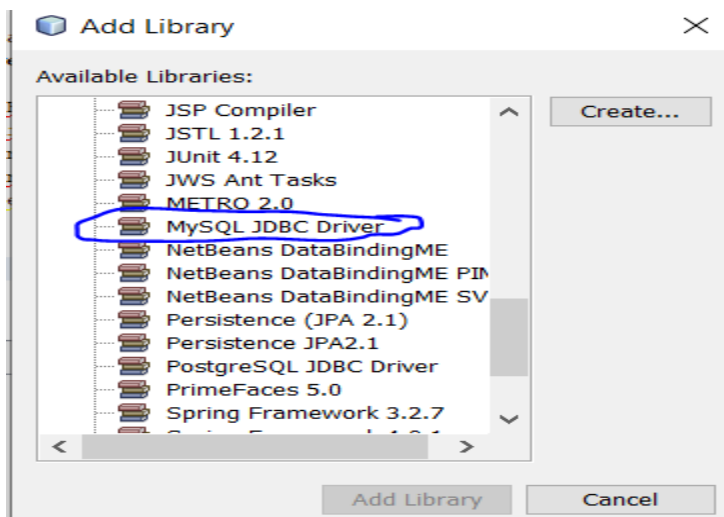 Add Library
Available Libraries:
JSP Compiler
Create...
JSTL 1.2.1
JUnit 4.12
JWS Ant Tasks
METRO 2.0
MySQL JDBC Driver
NetBeans DataBindingME
NetBeans DataBindingME PIM
NetBeans DataBindingME SV
Persistence (JPA 2.1)
Persistence JPA2.1
PostgreSQL JDBC Driver
PrimeFaces 5.0
Spring Framework 3.2.7
Add Library
Cancel